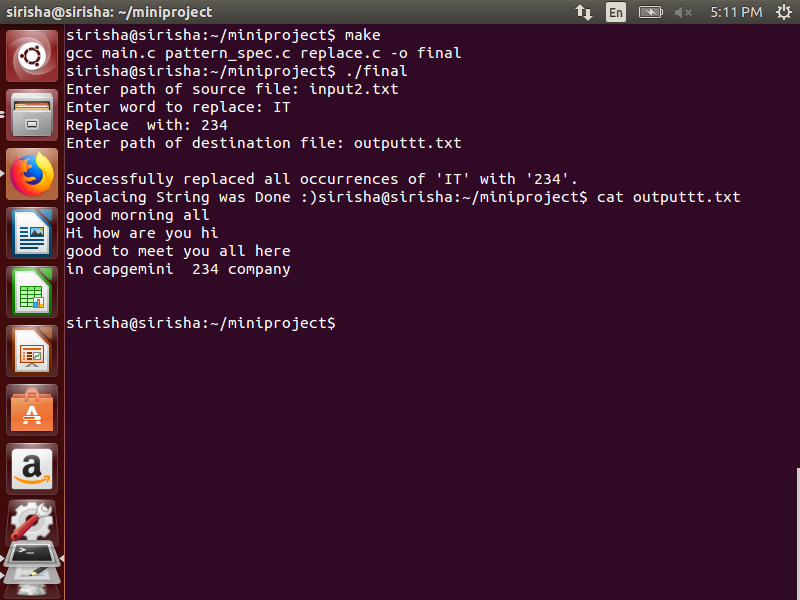 sirisha@sirisha: ~/miniproject
En
5:11 PM
sirisha@sirisha:~/miniproject$ make
gcc main.c pattern_spec.c replace.c -o final
sirisha@sirisha:~/miniproject$ ./final
Enter path of source file: input2.txt
Enter word to replace: IT
Replace  with: 234
Enter path of destination file: outputtt.txt
Successfully replaced all occurrences of 'IT' with '234'.
Replacing String was Done :)sirisha@sirisha:~/miniproject$ cat outputtt.txt
good morning all
Hi how are you hi
good to meet you all here
in capgemini  234 company
sirisha@sirisha:~/miniproject$